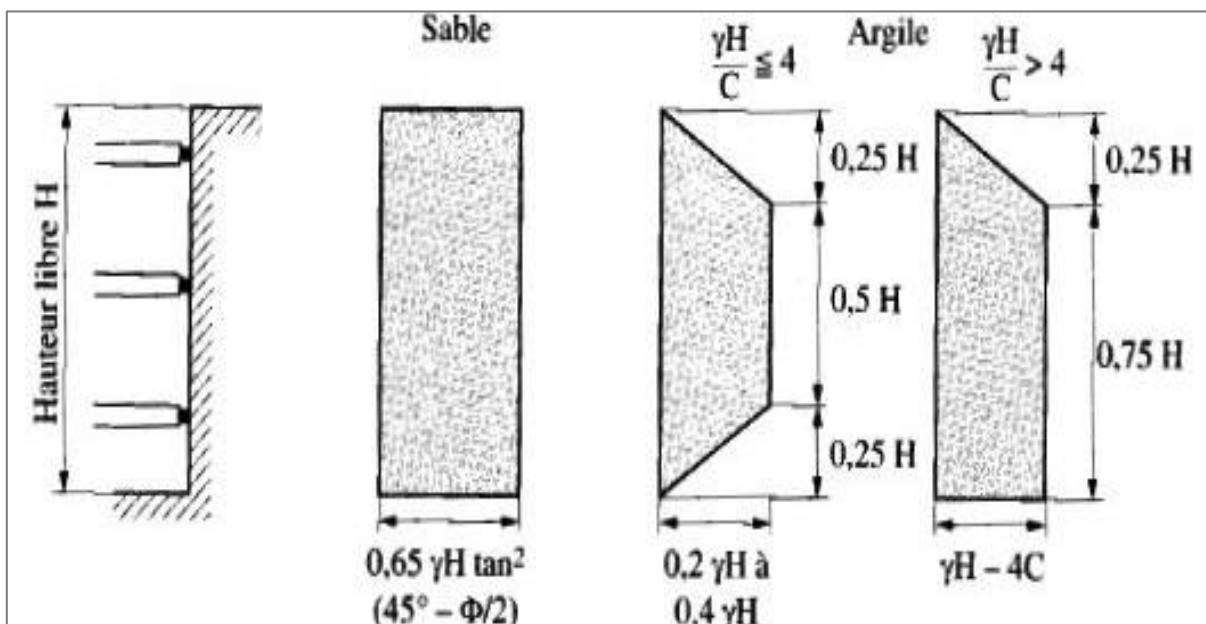 Sable
Argile
γH
C
≦ 4
γH
C
> 4
Hauteur libre H
0,25 H
0,5 H
0,25 H
0,25 H
0,75 H
0,65 γH tan²
(45° – Φ/2)
0,2 γH à
0,4 γH
γH – 4C